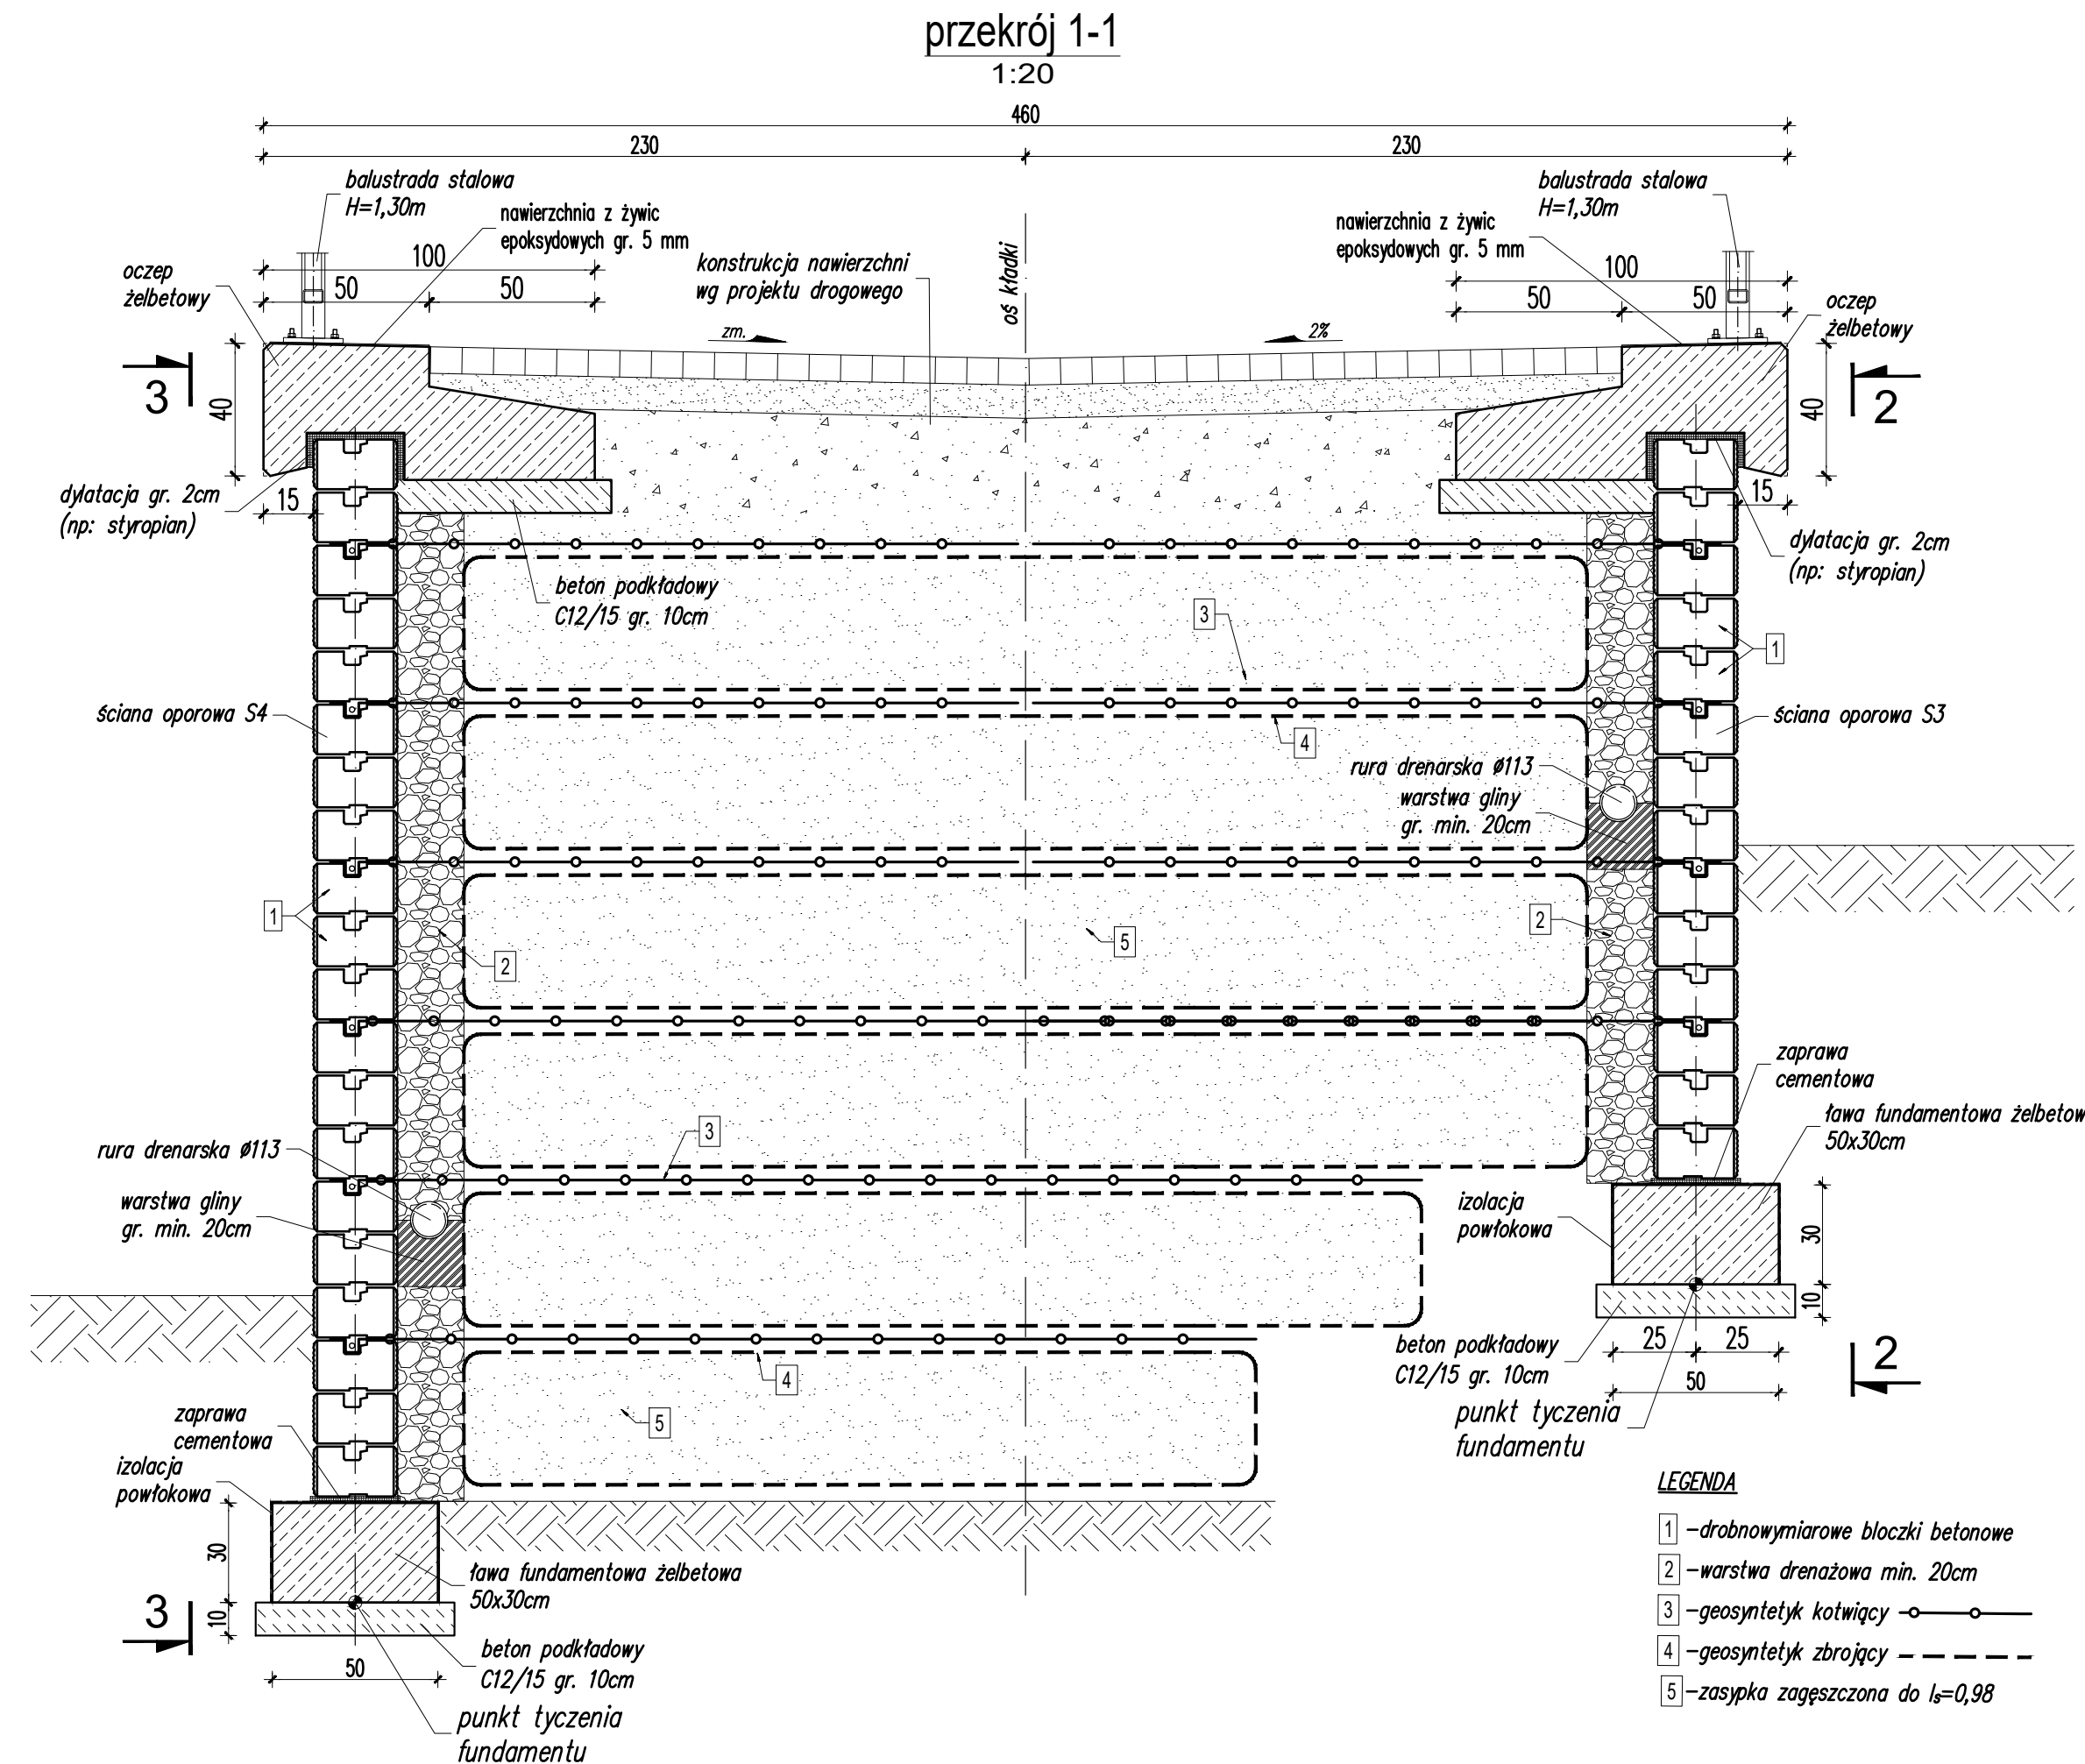 przekrój 1-1
1:20
460
230
230
balustrada stalowa
H=1,30m
nawierzchnia z żywic
epoksydowych gr. 5 mm
100
50
50
oczep
żelbetowy
konstrukcja nawierzchni
wg projektu drogowego
oś kładki
zm.
2%
balustrada stalowa
H=1,30m
nawierzchnia z żywic
epoksydowych gr. 5 mm
100
50
50
oczep
żelbetowy
3
40
2
40
15
dylatacja gr. 2cm
(np: styropian)
15
dylatacja gr. 2cm
(np: styropian)
beton podkładowy
C12/15 gr. 10cm
3
1
ściana oporowa S4
ściana oporowa S3
4
rura drenarska ø113
warstwa gliny
gr. min. 20cm
1
2
2
5
zaprawa
cementowa
ława fundamentowa żelbetow
50x30cm
3
rura drenarska ø113
warstwa gliny
gr. min. 20cm
izolacja
powłokowa
30
10
beton podkładowy
C12/15 gr. 10cm
25
25
50
2
punkt tyczenia
fundamentu
4
5
zaprawa
cementowa
izolacja
powłokowa
30
10
3
ława fundamentowa żelbetowa
50x30cm
beton podkładowy
C12/15 gr. 10cm
50
punkt tyczenia
fundamentu
LEGENDA
1 -drobnowymiarowe bloczki betonowe
2 -warstwa drenażowa min. 20cm
3 -geosyntetyk kotwiący
4 -geosyntetyk zbrojący
5 -zasypka zagęszczona do Is=0,98